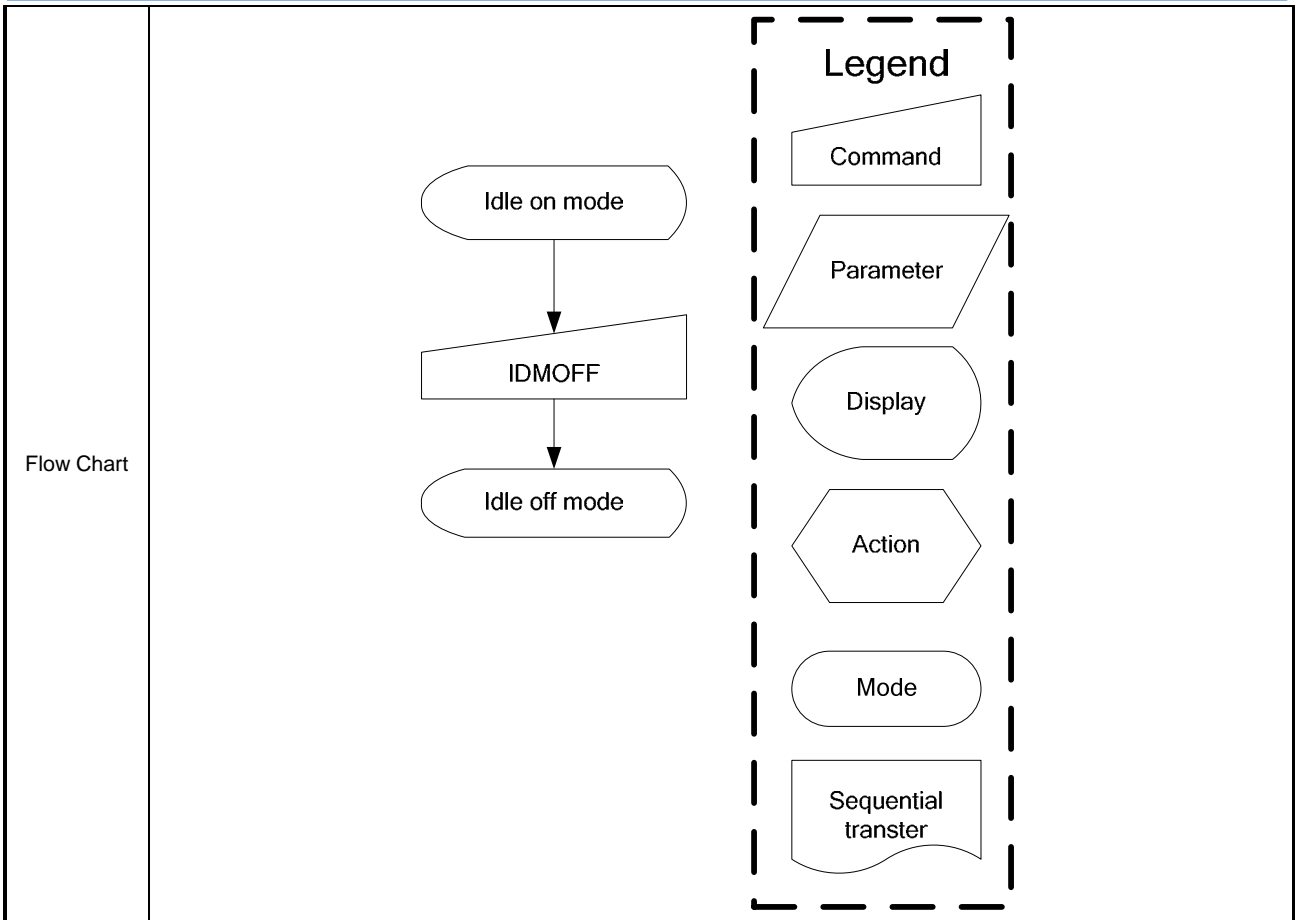 Flow Chart
Idle on mode
IDMOFF
Idle off mode
Legend
Command
Parameter
Display
Action
Mode
Sequential
transter